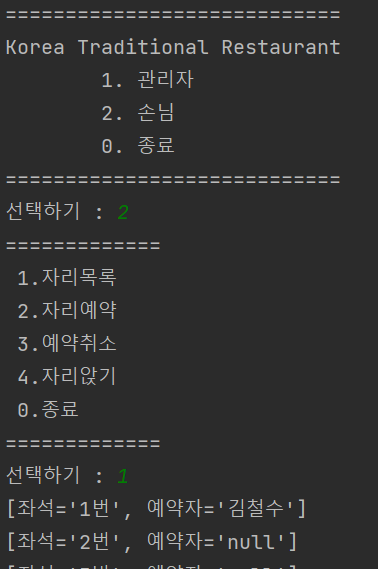 ============================
Korea Traditional Restaurant
1. 관리자
2. 손님
0. 종료
============================
선택하기 : 2
=============
1.자리목록
2.자리예약
3.예약취소
4.자리앉기
0.종료
=============
선택하기 : 1
[좌석='1번', 예약자='김철수']
[좌석='2번', 예약자='null']